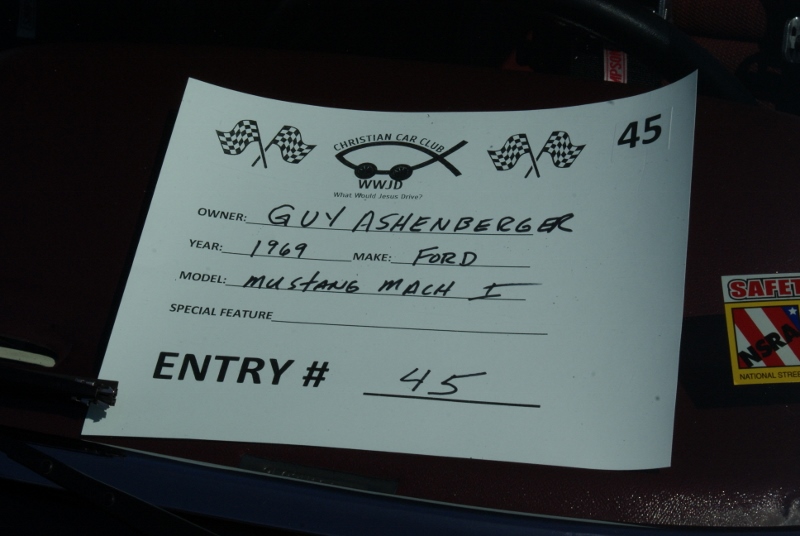 45
CHRISTIAN CAR CLUB
WWJD
What Would Jesus Drive?
OWNER: GUY ASHENBERGER
YEAR: 1969 MAKE: FORD
MODEL: MUSTANG MACH I
SPECIAL FEATURE
ENTRY # 45
SAFET
NSRA
NATIONAL STREE